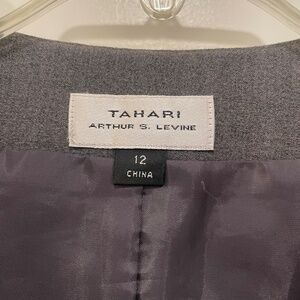 TAHARI
ARTHUR S. LEVINE
12
CHINA